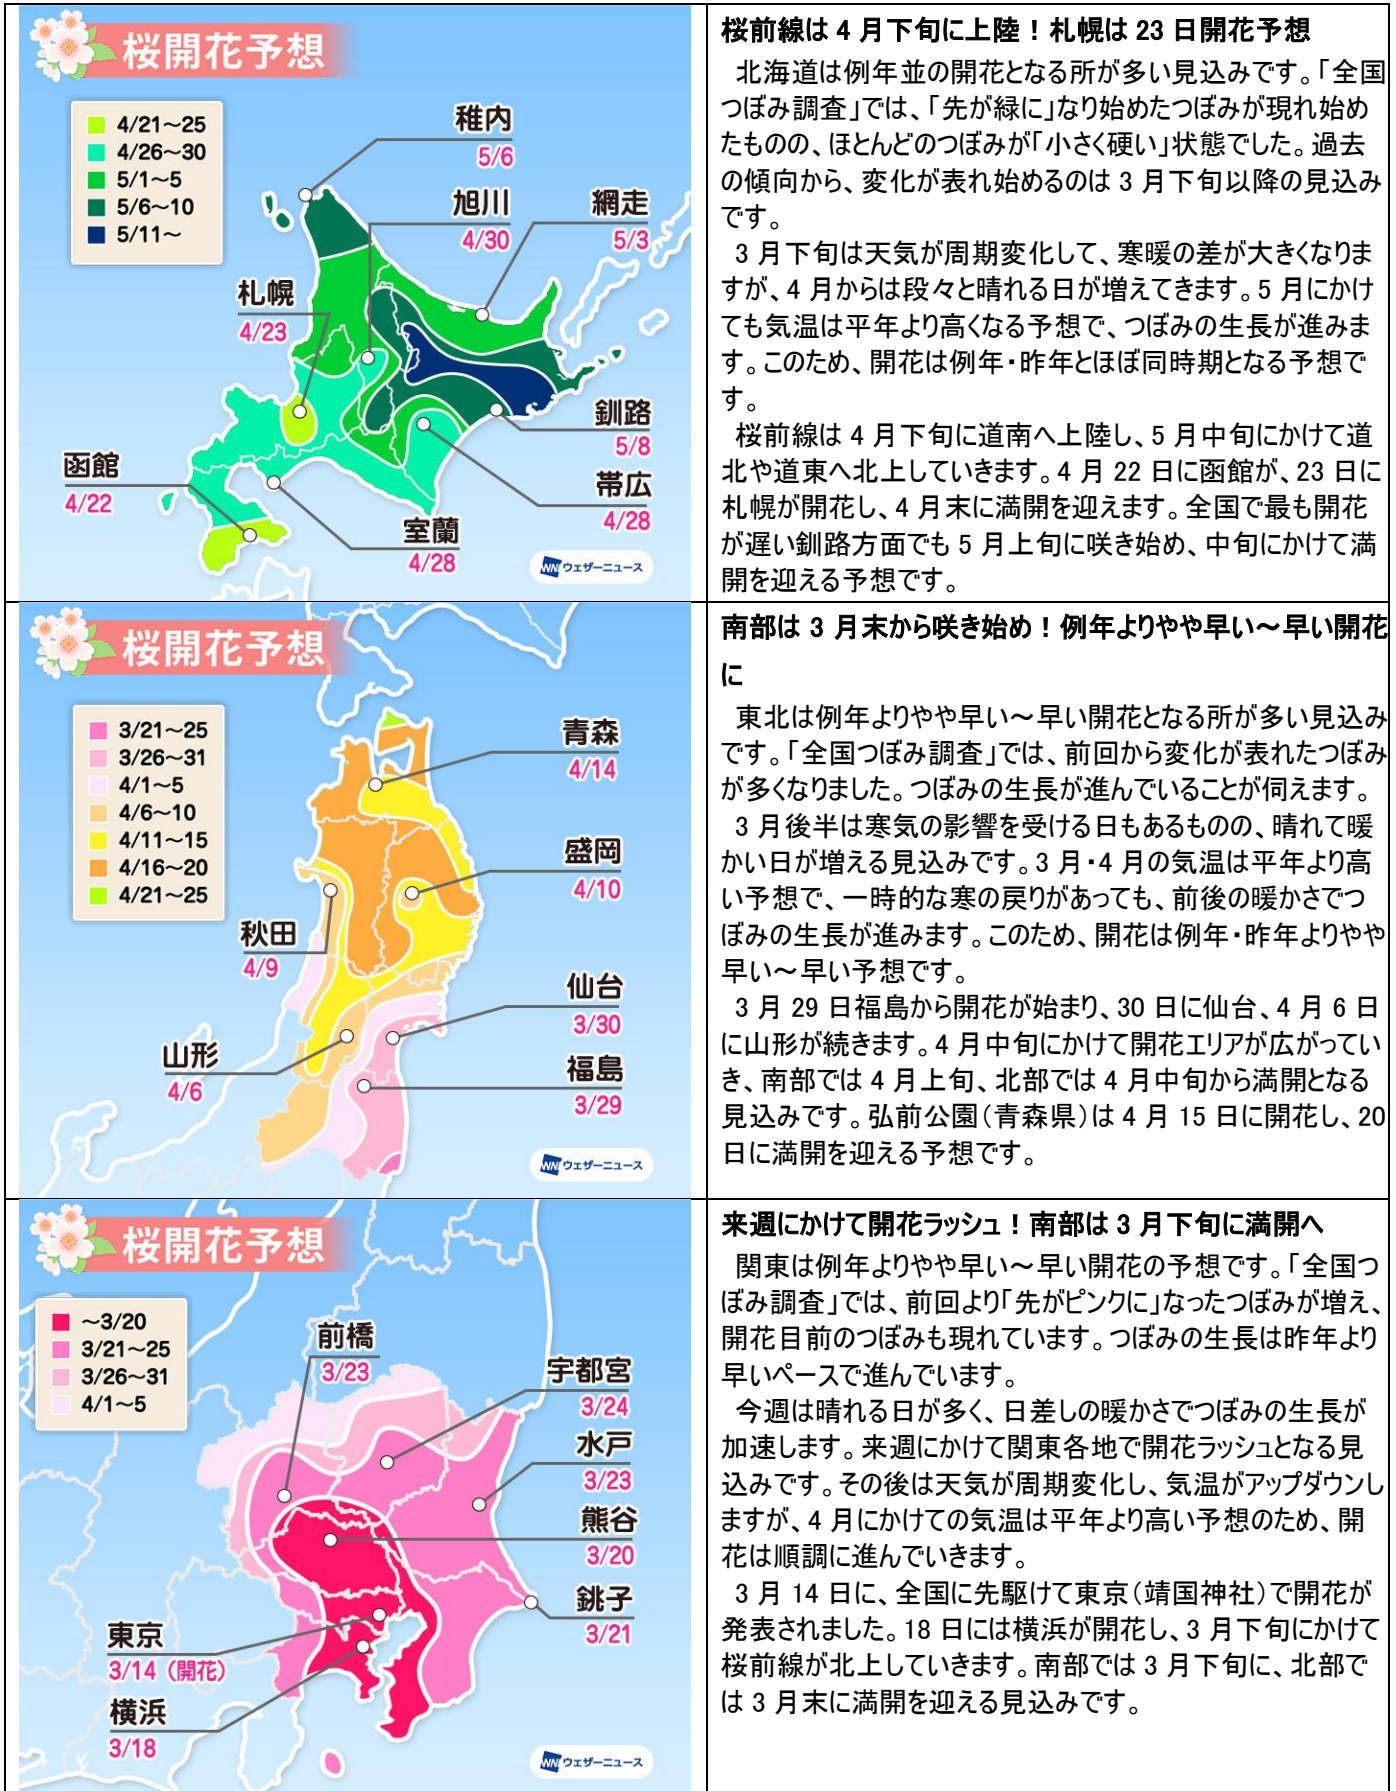 桜開花予想
4/21～25
4/26～30
5/1～5
5/6～10
5/11～
稚内
5/6
旭川
4/30
網走
5/3
札幌
4/23
釧路
5/8
函館
4/22
帯広
4/28
室蘭
4/28
WNI ウェザーニュース
桜前線は 4 月下旬に上陸！札幌は 23 日開花予想
北海道は例年並の開花となる所が多い見込みです。「全国
つぼみ調査」では、「先が緑に」なり始めたつぼみが現れ始め
たものの、ほとんどのつぼみが「小さく硬い」状態でした。過去
の傾向から、変化が表れ始めるのは 3 月下旬以降の見込み
です。
3 月下旬は天気が周期変化して、寒暖の差が大きくなりま
すが、4 月からは段々と晴れる日が増えてきます。5 月にかけ
ても気温は平年より高くなる予想で、つぼみの生長が進みま
す。このため、開花は例年・昨年とほぼ同時期となる予想で
す。
桜前線は 4 月下旬に道南へ上陸し、5 月中旬にかけて道
北や道東へ北上していきます。4 月 22 日に函館が、23 日に
札幌が開花し、4 月末に満開を迎えます。全国で最も開花
が遅い釧路方面でも 5 月上旬に咲き始め、中旬にかけて満
開を迎える予想です。
桜開花予想
3/21～25
3/26～31
4/1～5
4/6～10
4/11～15
4/16～20
4/21～25
青森
4/14
盛岡
4/10
秋田
4/9
仙台
3/30
山形
4/6
福島
3/29
WNI ウェザーニュース
南部は 3 月末から咲き始め！例年よりやや早い～早い開花
に
東北は例年よりやや早い～早い開花となる所が多い見込み
です。「全国つぼみ調査」では、前回から変化が表れたつぼみ
が多くなりました。つぼみの生長が進んでいることが伺えます。
3 月後半は寒気の影響を受ける日もあるものの、晴れて暖
かい日が増える見込みです。3 月・4 月の気温は平年より高
い予想で、一時的な寒の戻りがあっても、前後の暖かさでつ
ぼみの生長が進みます。このため、開花は例年・昨年よりやや
早い～早い予想です。
3 月 29 日福島から開花が始まり、30 日に仙台、4 月 6 日
に山形が続きます。4 月中旬にかけて開花エリアが広がってい
き、南部では 4 月上旬、北部では 4 月中旬から満開となる
見込みです。弘前公園（青森県）は 4 月 15 日に開花し、20
日に満開を迎える予想です。
桜開花予想
～3/20
3/21～25
3/26～31
4/1～5
前橋
3/23
宇都宮
3/24
水戸
3/23
熊谷
3/20
銚子
3/21
東京
3/14（開花）
横浜
3/18
WNI ウェザーニュース
来週にかけて開花ラッシュ！南部は 3 月下旬に満開へ
関東は例年よりやや早い～早い開花の予想です。「全国つ
ぼみ調査」では、前回より「先がピンクに」なったつぼみが増え、
開花目前のつぼみも現れています。つぼみの生長は昨年より
早いペースで進んでいます。
今週は晴れる日が多く、日差しの暖かさでつぼみの生長が
加速します。来週にかけて関東各地で開花ラッシュとなる見
込みです。その後は天気が周期変化し、気温がアップダウンし
ますが、4 月にかけての気温は平年より高い予想のため、開
花は順調に進んでいきます。
3 月 14 日に、全国に先駆けて東京（靖国神社）で開花が
発表されました。18 日には横浜が開花し、3 月下旬にかけて
桜前線が北上していきます。南部では 3 月下旬に、北部で
は 3 月末に満開を迎える見込みです。